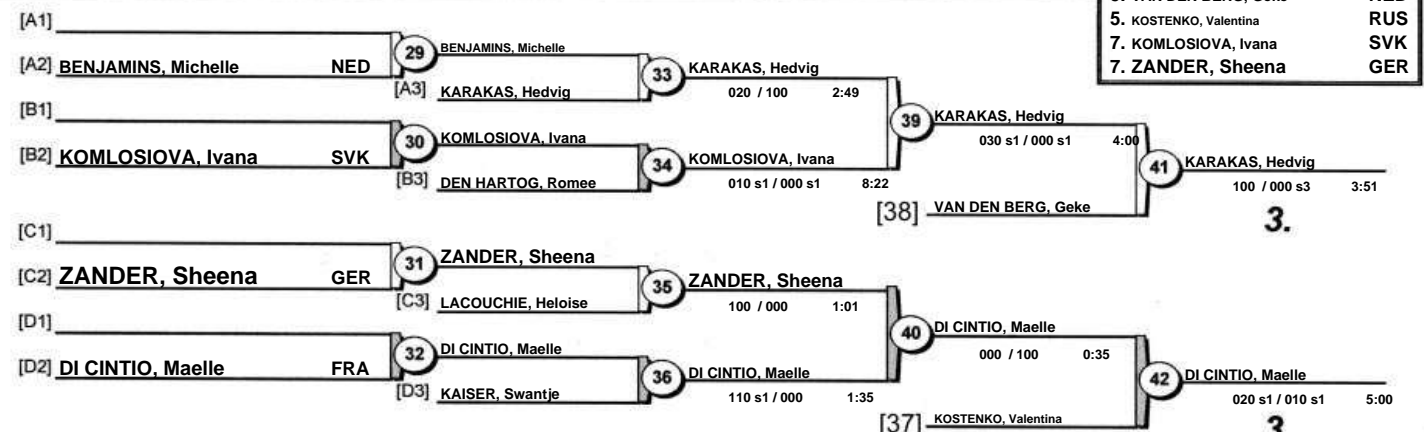 5. KOSTENKO, Valentina RUS
7. KOMLOSIOVA, Ivana SVK
7. ZANDER, Sheena GER
[A1]
[A2] BENJAMINS, Michelle NED
29 BENJAMINS, Michelle
[A3] KARAKAS, Hedvig
33 KARAKAS, Hedvig
020 / 100 2:49
[B1]
[B2] KOMLOSIOVA, Ivana SVK
30 KOMLOSIOVA, Ivana
[B3] DEN HARTOG, Romee
34 KOMLOSIOVA, Ivana
010 s1 / 000 s1 8:22
39 KARAKAS, Hedvig
030 s1 / 000 s1 4:00
[38] VAN DEN BERG, Geke
41 KARAKAS, Hedvig
100 / 000 s3 3:51
3.
[C1]
[C2] ZANDER, Sheena GER
31 ZANDER, Sheena
[C3] LACOUCHIE, Heloise
35 ZANDER, Sheena
100 / 000 1:01
[D1]
[D2] DI CINTIO, Maelle FRA
32 DI CINTIO, Maelle
[D3] KAISER, Swantje
36 DI CINTIO, Maelle
110 s1 / 000 1:35
40 DI CINTIO, Maelle
000 / 100 0:35
[37] KOSTENKO, Valentina
42 DI CINTIO, Maelle
020 s1 / 010 s1 5:00
3